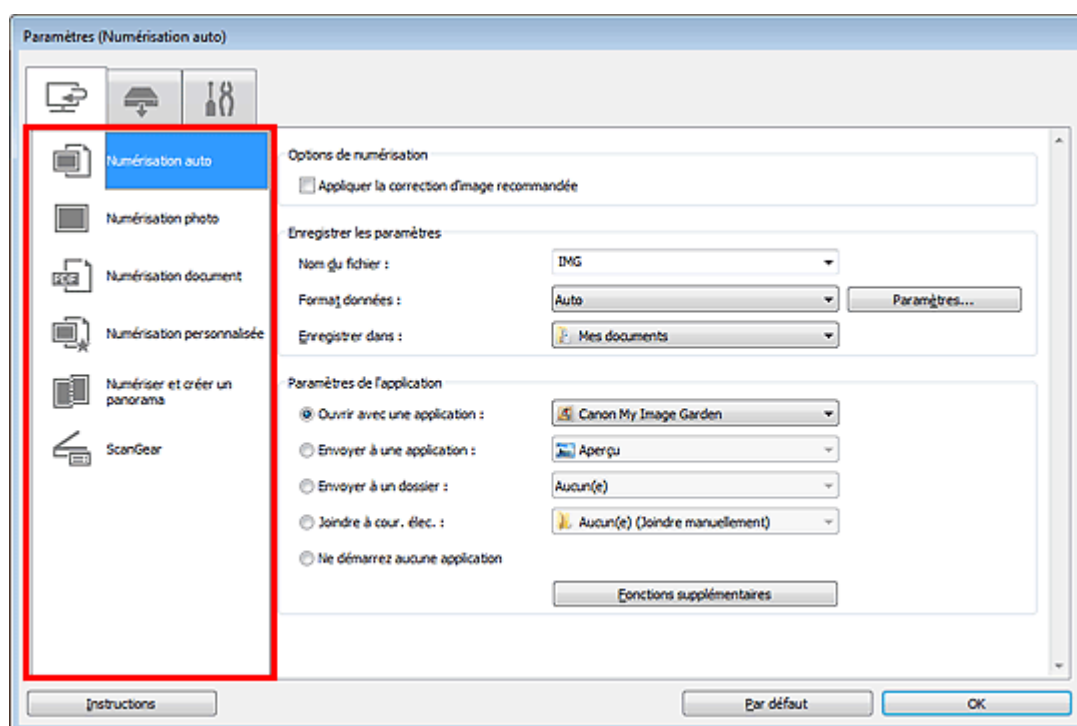 Paramètres (Numérisation auto)
Numérisation auto
Numérisation photo
Numérisation document
Numérisation personnalisée
Numériser et créer un
panorama
ScanGear
Options de numérisation
Appliquer la correction d'image recommandée
Enregistrer les paramètres
Nom du fichier :
IMG
Format données :
Auto
Paramètres...
Enregistrer dans :
Mes documents
Paramètres de l'application
Ouvrir avec une application :
Canon My Image Garden
Envoyer à une application :
Aperçu
Envoyer à un dossier :
Aucun(e)
Joindre à cour. élec. :
Aucun(e) (Joindre manuellement)
Ne démarrez aucune application
Fonctions supplémentaires
Instructions
Par défaut
OK